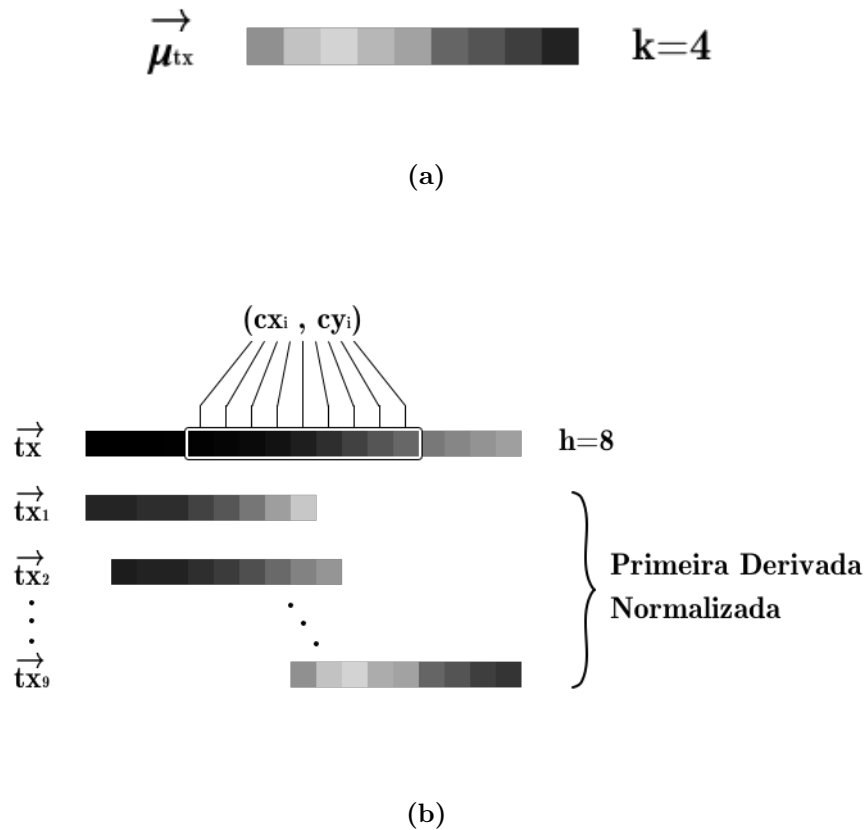 μtx k=4
(a)
(cxi , cyi)
tx h=8
tx1
tx2
Primeira Derivada
Normalizada
tx9
(b)